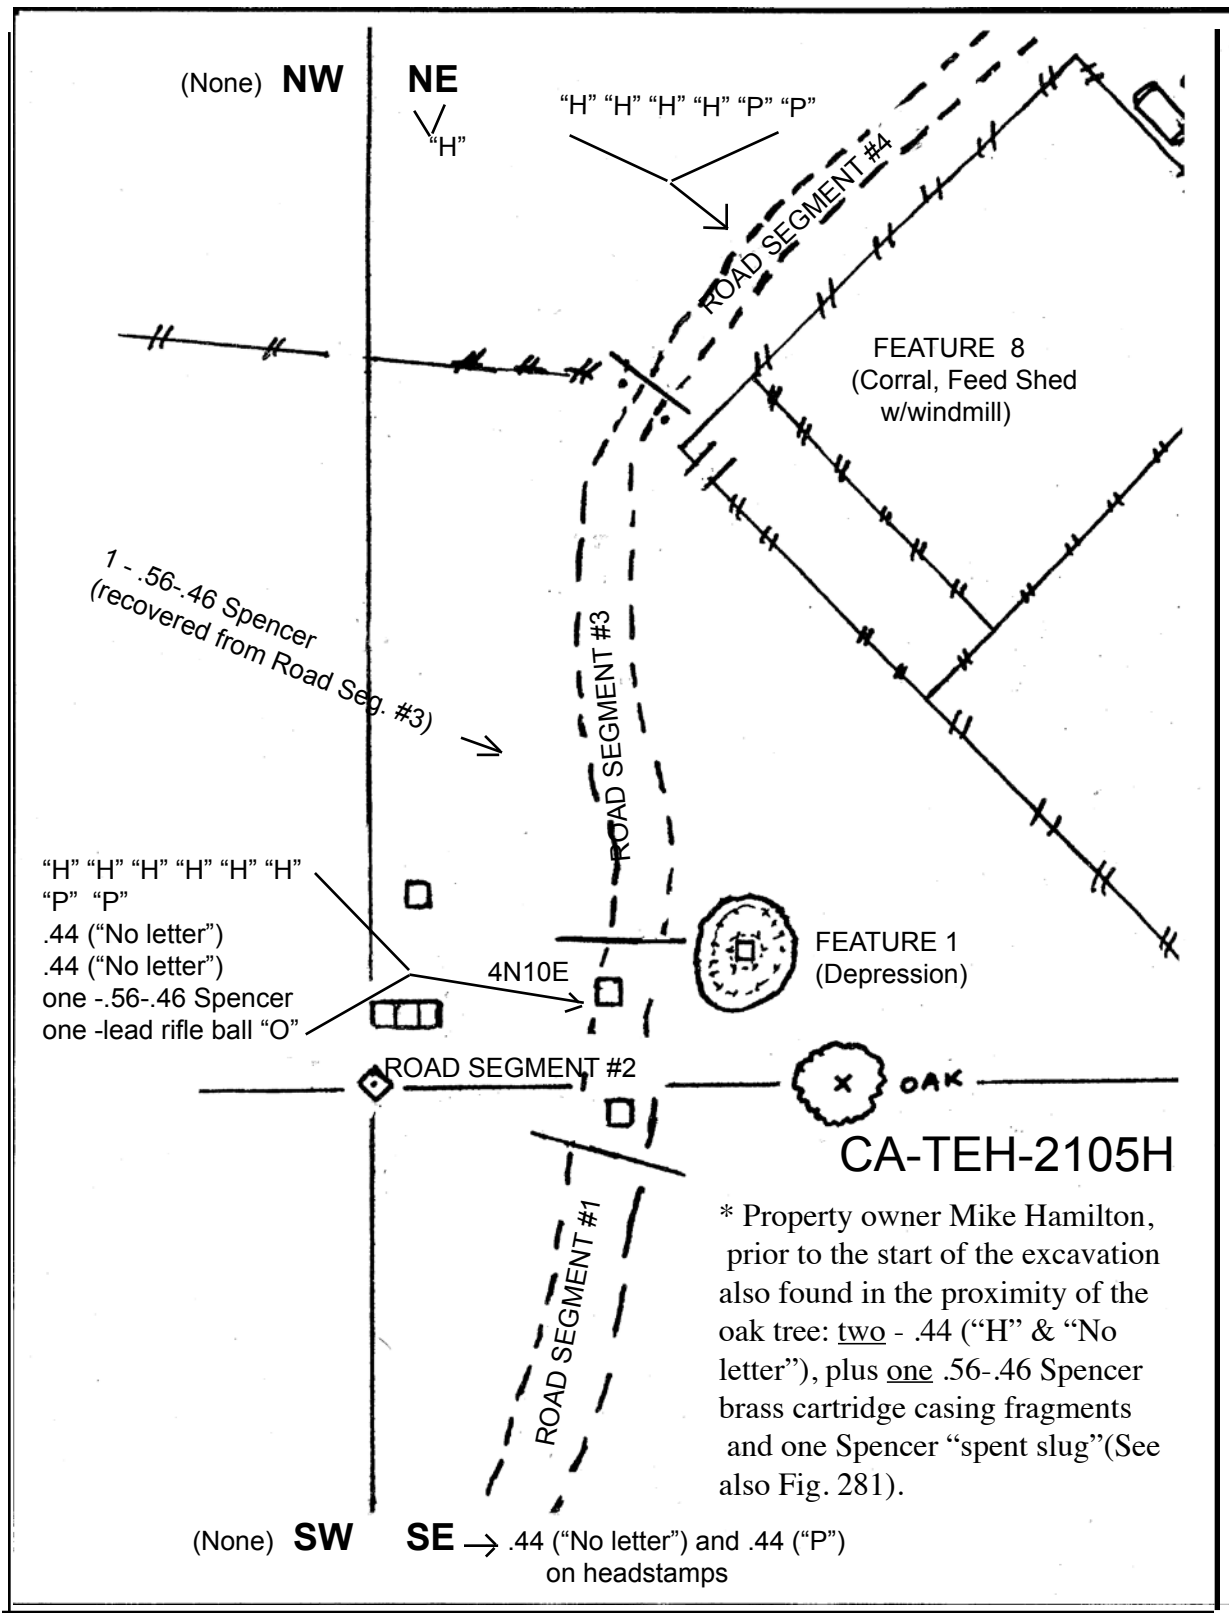 (None) NW NE
“H”
“H” “H” “H” “H” “P” “P”
ROAD SEGMENT #4
FEATURE 8
(Corral, Feed Shed
w/windmill)
1 - .56-.46 Spencer
(recovered from Road Seg. #3)
ROAD SEGMENT #3
“H” “H” “H” “H” “H” “H”
“P” “P”
.44 (“No letter”)
.44 (“No letter”)
one -.56-.46 Spencer
one -lead rifle ball “O”
4N10E
FEATURE 1
(Depression)
ROAD SEGMENT #2
X OAK
CA-TEH-2105H
ROAD SEGMENT #1
* Property owner Mike Hamilton,
prior to the start of the excavation
also found in the proximity of the
oak tree: two - .44 (“H” & “No
letter”), plus one .56-.46 Spencer
brass cartridge casing fragments
and one Spencer “spent slug”(See
also Fig. 281).
(None) SW SE → .44 (“No letter”) and .44 (“P”)
on headstamps